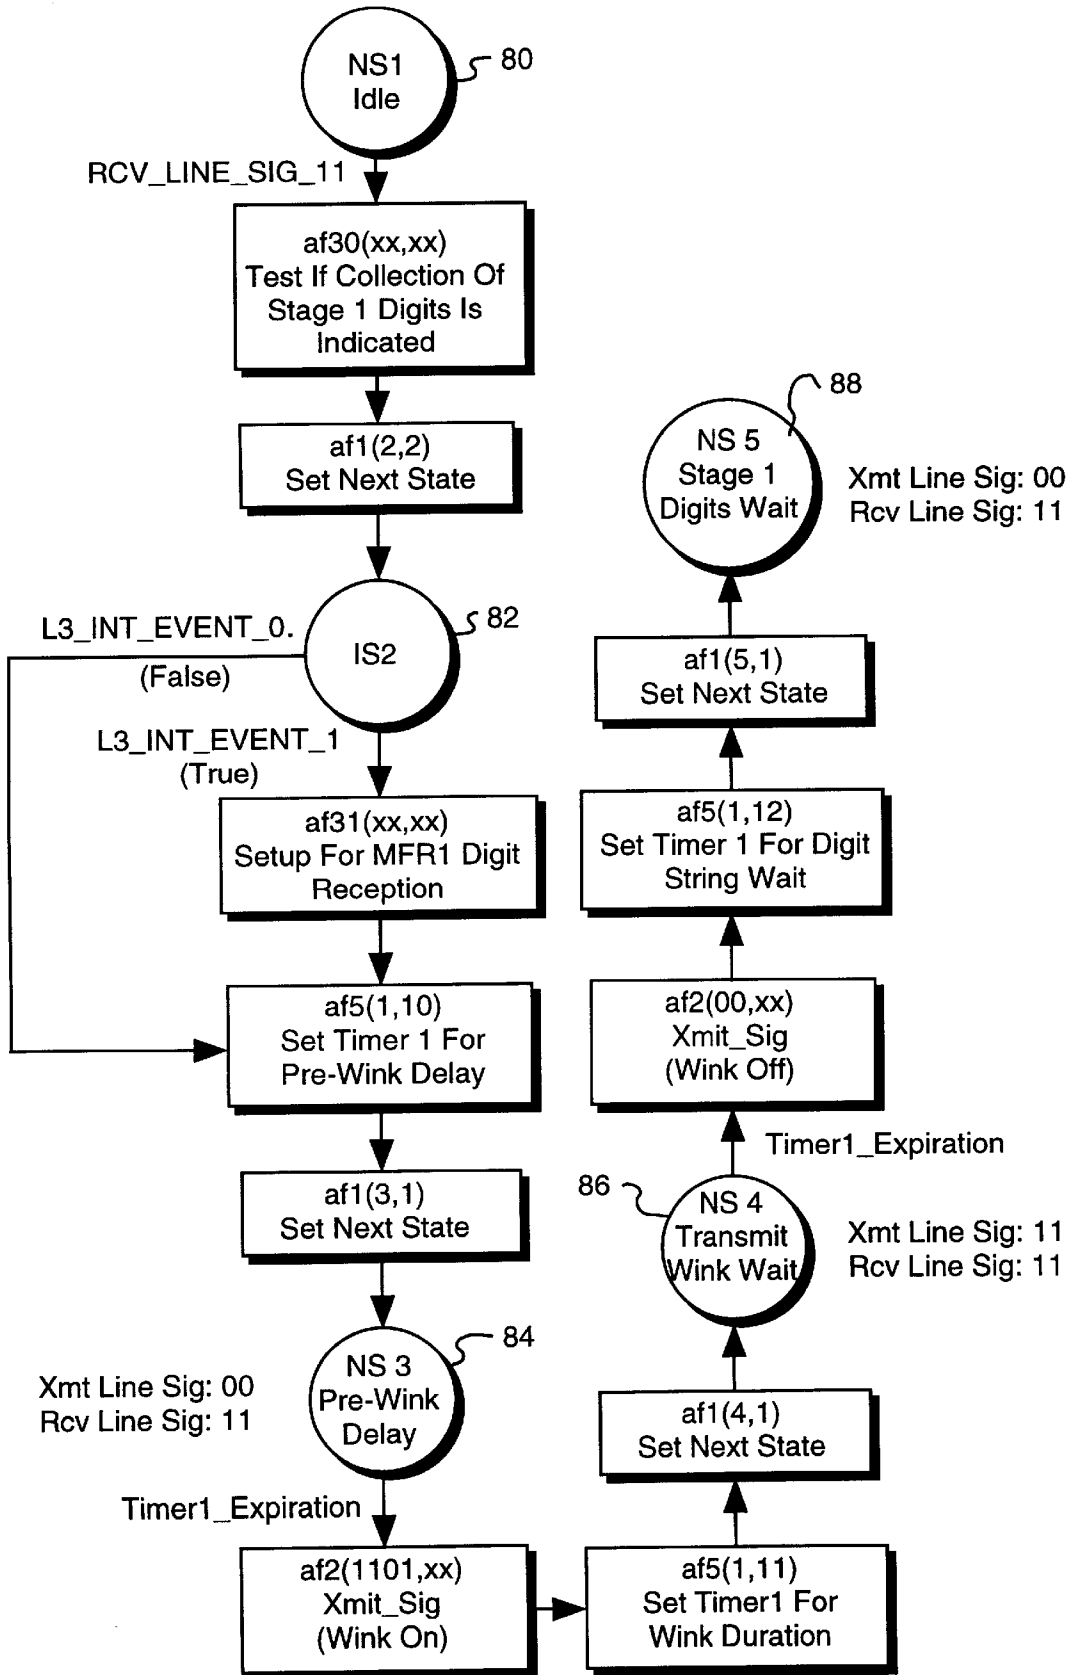 NS1
Idle
80
RCV_LINE_SIG_11
af30(xx,xx)
Test If Collection Of
Stage 1 Digits Is
Indicated
af1(2,2)
Set Next State
L3_INT_EVENT_0.
(False)
IS2
82
L3_INT_EVENT_1
(True)
af31(xx,xx)
Setup For MFR1 Digit
Reception
af5(1,10)
Set Timer 1 For
Pre-Wink Delay
af1(3,1)
Set Next State
NS 3
Pre-Wink
Delay
84
Xmt Line Sig: 00
Rcv Line Sig: 11
Timer1_Expiration
af2(1101,xx)
Xmit_Sig
(Wink On)
af5(1,11)
Set Timer1 For
Wink Duration
af1(4,1)
Set Next State
NS 4
Transmit
Wink Wait
86
Xmt Line Sig: 11
Rcv Line Sig: 11
Timer1_Expiration
af2(00,xx)
Xmit_Sig
(Wink Off)
af5(1,12)
Set Timer 1 For Digit
String Wait
af1(5,1)
Set Next State
NS 5
Stage 1
Digits Wait
88
Xmt Line Sig: 00
Rcv Line Sig: 11